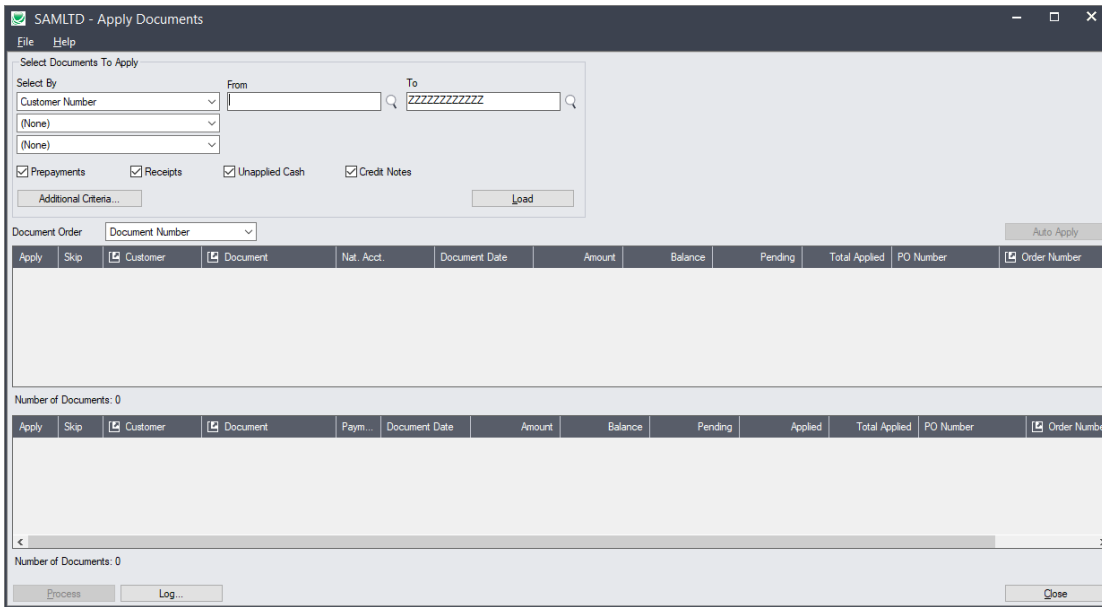 SAMLTD - Apply Documents
File Help
Select Documents To Apply
Select By From To
Customer Number ZZZZZZZZZZZZ
(None)
(None)
Prepayments Receipts Unapplied Cash Credit Notes
Additional Criteria... Load
Document Order Document Number Auto Apply
Apply Skip Customer Document Nat. Acct. Document Date Amount Balance Pending Total Applied PO Number Order Number
Number of Documents: 0
Apply Skip Customer Document Paym... Document Date Amount Balance Pending Applied Total Applied PO Number Order Numbe
Number of Documents: 0
Process Log... Close